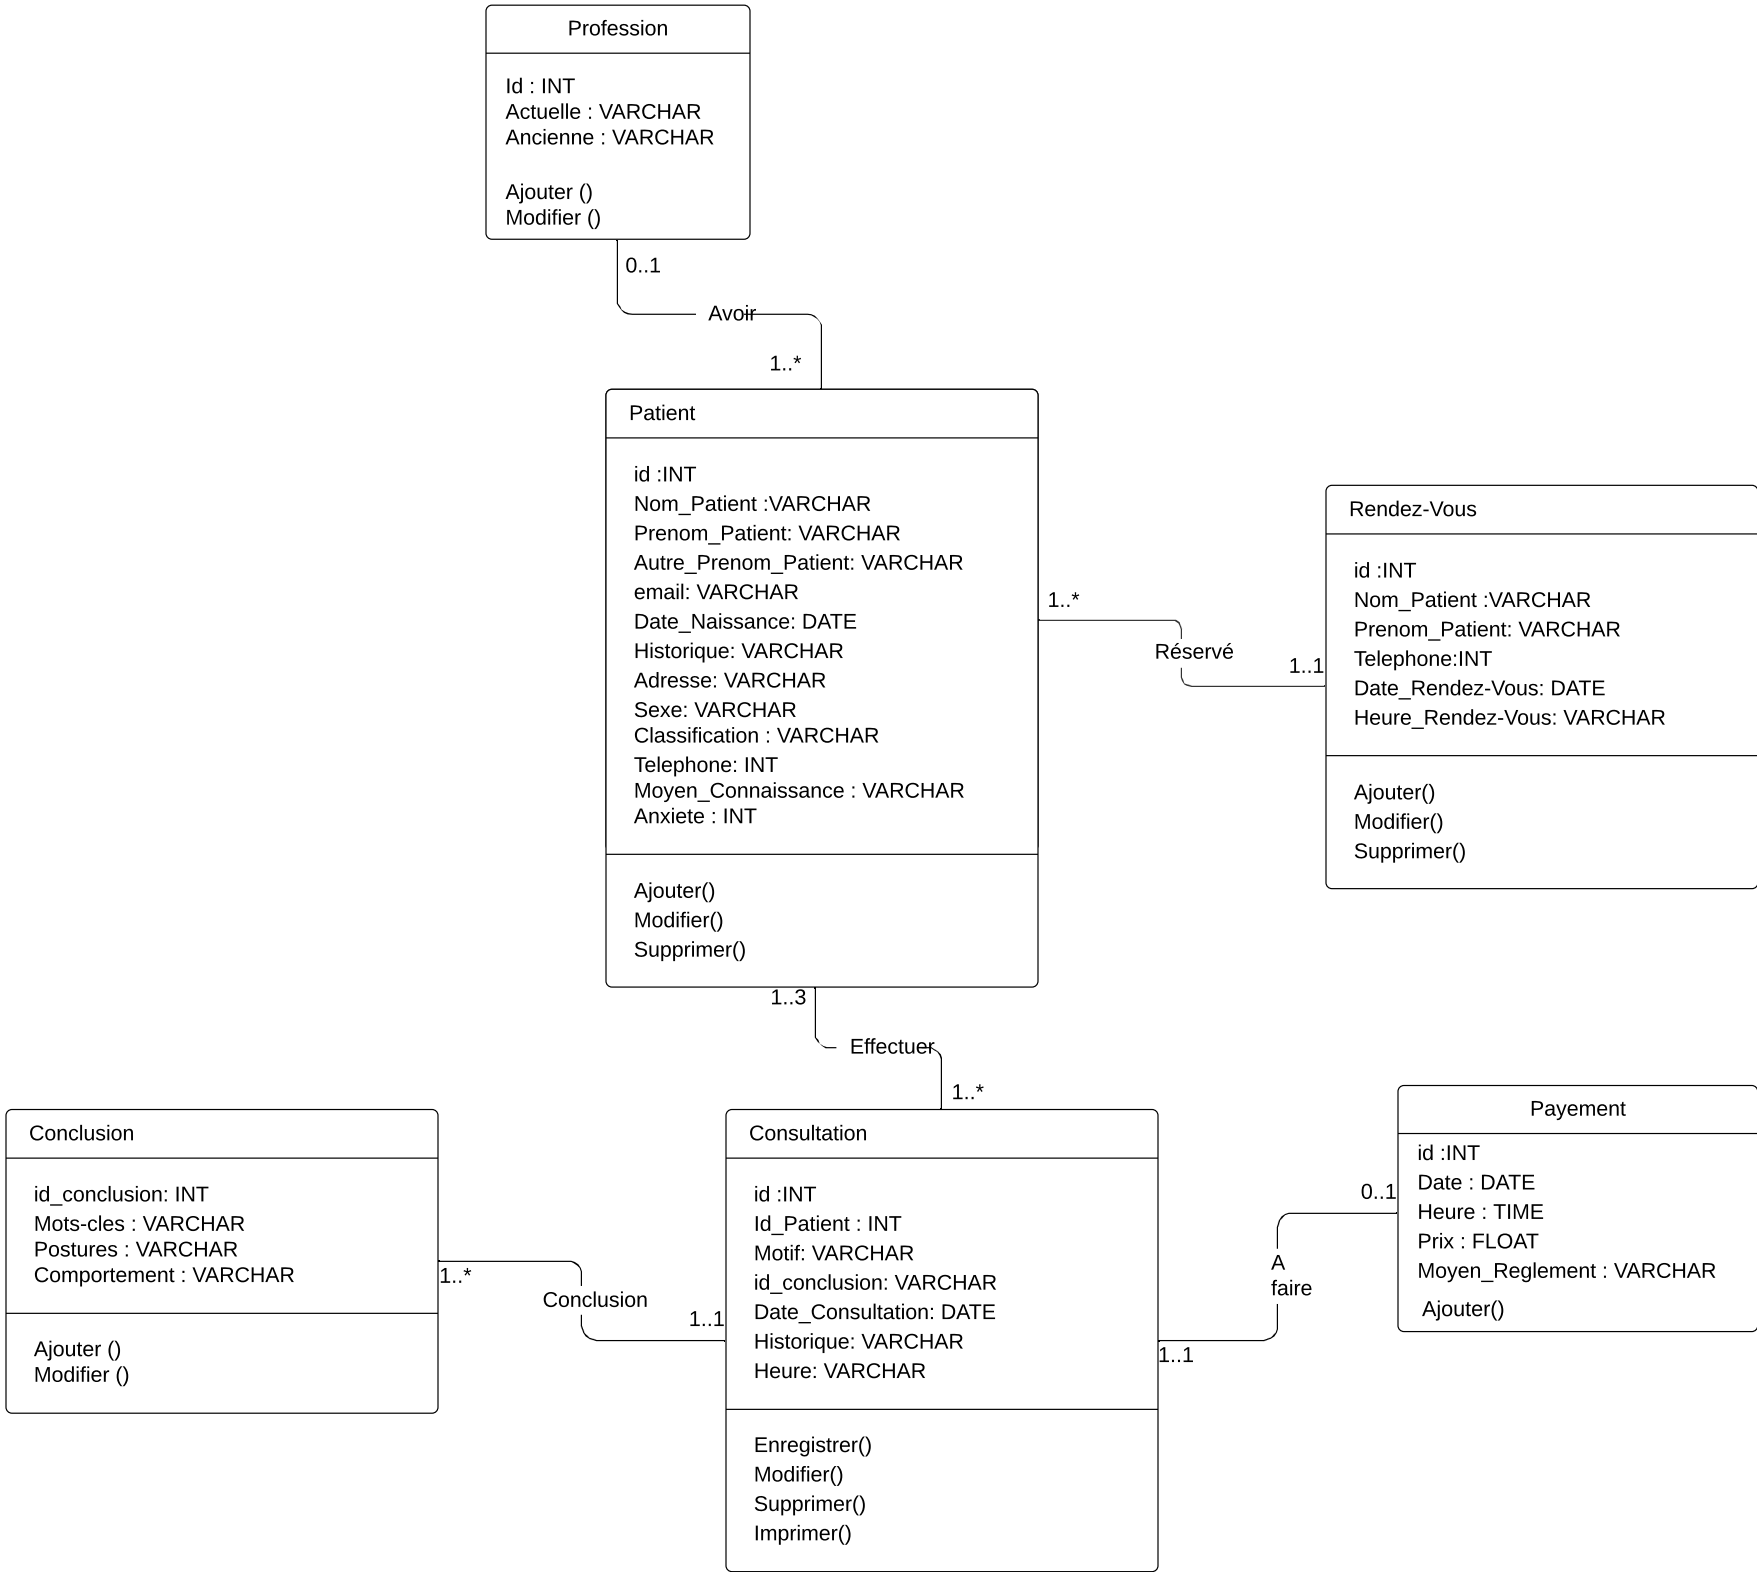 Profession
Id : INT
Actuelle : VARCHAR
Ancienne : VARCHAR
Ajouter ()
Modifier ()
0..1
Avoir
1..*
Patient
id :INT
Nom_Patient :VARCHAR
Prenom_Patient: VARCHAR
Autre_Prenom_Patient: VARCHAR
email: VARCHAR
Date_Naissance: DATE
Historique: VARCHAR
Adresse: VARCHAR
Sexe: VARCHAR
Classification : VARCHAR
Telephone: INT
Moyen_Connaissance : VARCHAR
Anxiete : INT
Ajouter()
Modifier()
Supprimer()
1..*
Réservé
1..1
Rendez-Vous
id :INT
Nom_Patient :VARCHAR
Prenom_Patient: VARCHAR
Telephone:INT
Date_Rendez-Vous: DATE
Heure_Rendez-Vous: VARCHAR
Ajouter()
Modifier()
Supprimer()
1..3
Effectuer
1..*
Conclusion
id_conclusion: INT
Mots-cles : VARCHAR
Postures : VARCHAR
Comportement : VARCHAR
Ajouter ()
Modifier ()
1..*
Conclusion
1..1
Consultation
id :INT
Id_Patient : INT
Motif: VARCHAR
id_conclusion: VARCHAR
Date_Consultation: DATE
Historique: VARCHAR
Heure: VARCHAR
Enregistrer()
Modifier()
Supprimer()
Imprimer()
1..1
A
faire
0..1
Payement
id :INT
Date : DATE
Heure : TIME
Prix : FLOAT
Moyen_Reglement : VARCHAR
Ajouter()